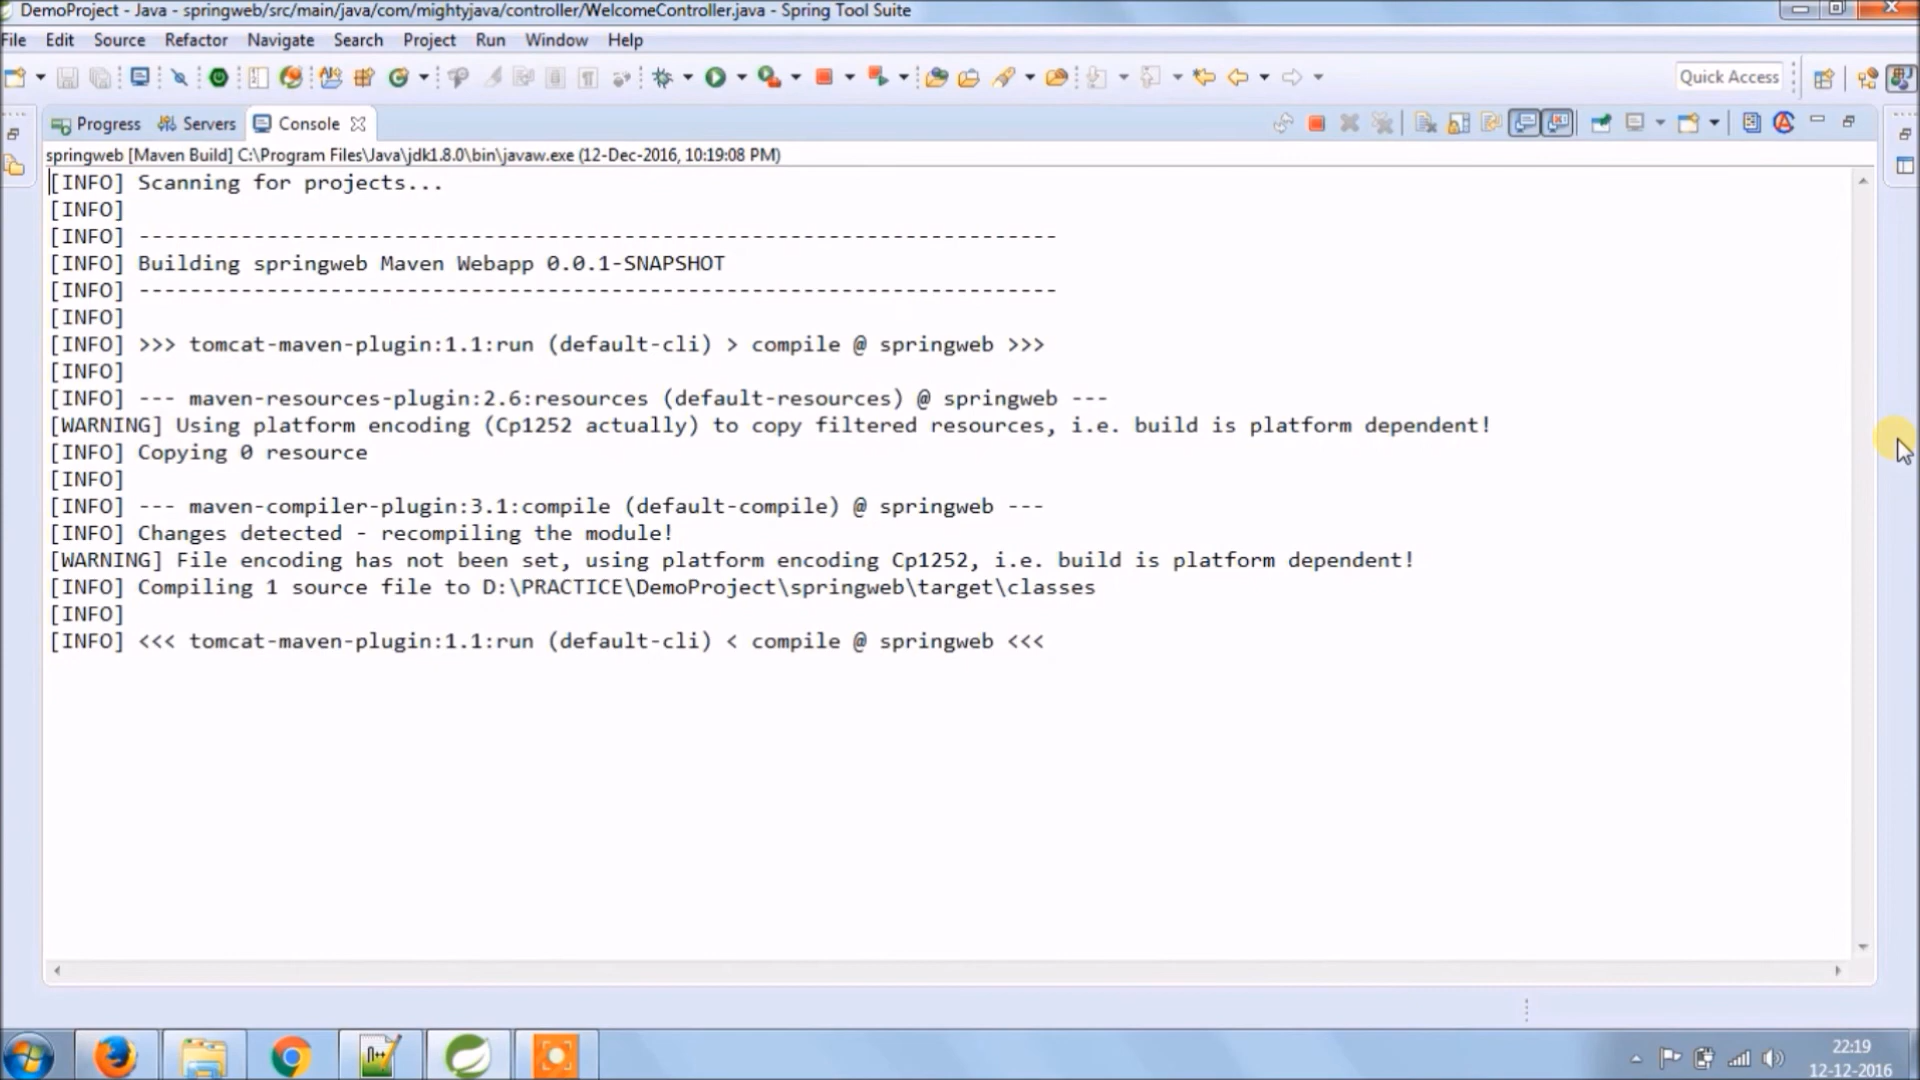 DemoProject - Java - springweb/src/main/java/com/mightyjava/controller/WelcomeController.java - Spring Tool Suite
File Edit Source Refactor Navigate Search Project Run Window Help
Quick Access
Progress Servers Console
springweb [Maven Build] C:\Program Files\Java\jdk1.8.0\bin\javaw.exe (12-Dec-2016, 10:19:08 PM)
[INFO] Scanning for projects...
[INFO]
[INFO] ------------------------------------------------------------------------
[INFO] Building springweb Maven Webapp 0.0.1-SNAPSHOT
[INFO] ------------------------------------------------------------------------
[INFO]
[INFO] >>> tomcat-maven-plugin:1.1:run (default-cli) > compile @ springweb >>>
[INFO]
[INFO] --- maven-resources-plugin:2.6:resources (default-resources) @ springweb ---
[WARNING] Using platform encoding (Cp1252 actually) to copy filtered resources, i.e. build is platform dependent!
[INFO] Copying 0 resource
[INFO]
[INFO] --- maven-compiler-plugin:3.1:compile (default-compile) @ springweb ---
[INFO] Changes detected - recompiling the module!
[WARNING] File encoding has not been set, using platform encoding Cp1252, i.e. build is platform dependent!
[INFO] Compiling 1 source file to D:\PRACTICE\DemoProject\springweb\target\classes
[INFO]
[INFO] <<< tomcat-maven-plugin:1.1:run (default-cli) < compile @ springweb <<<
22:19
12-12-2016